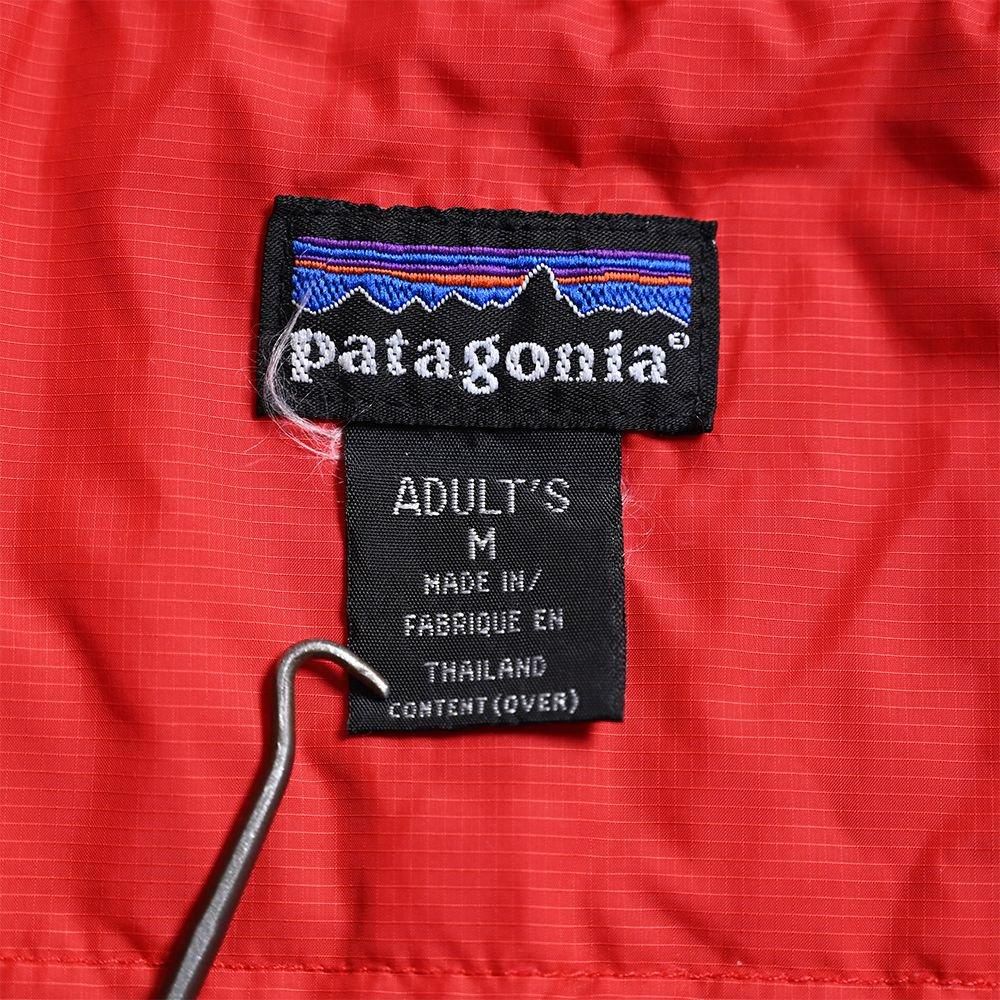 patagonia®
ADULT'S
M
MADE IN/
FABRIQUE EN
THAILAND
CONTENT(OVER)